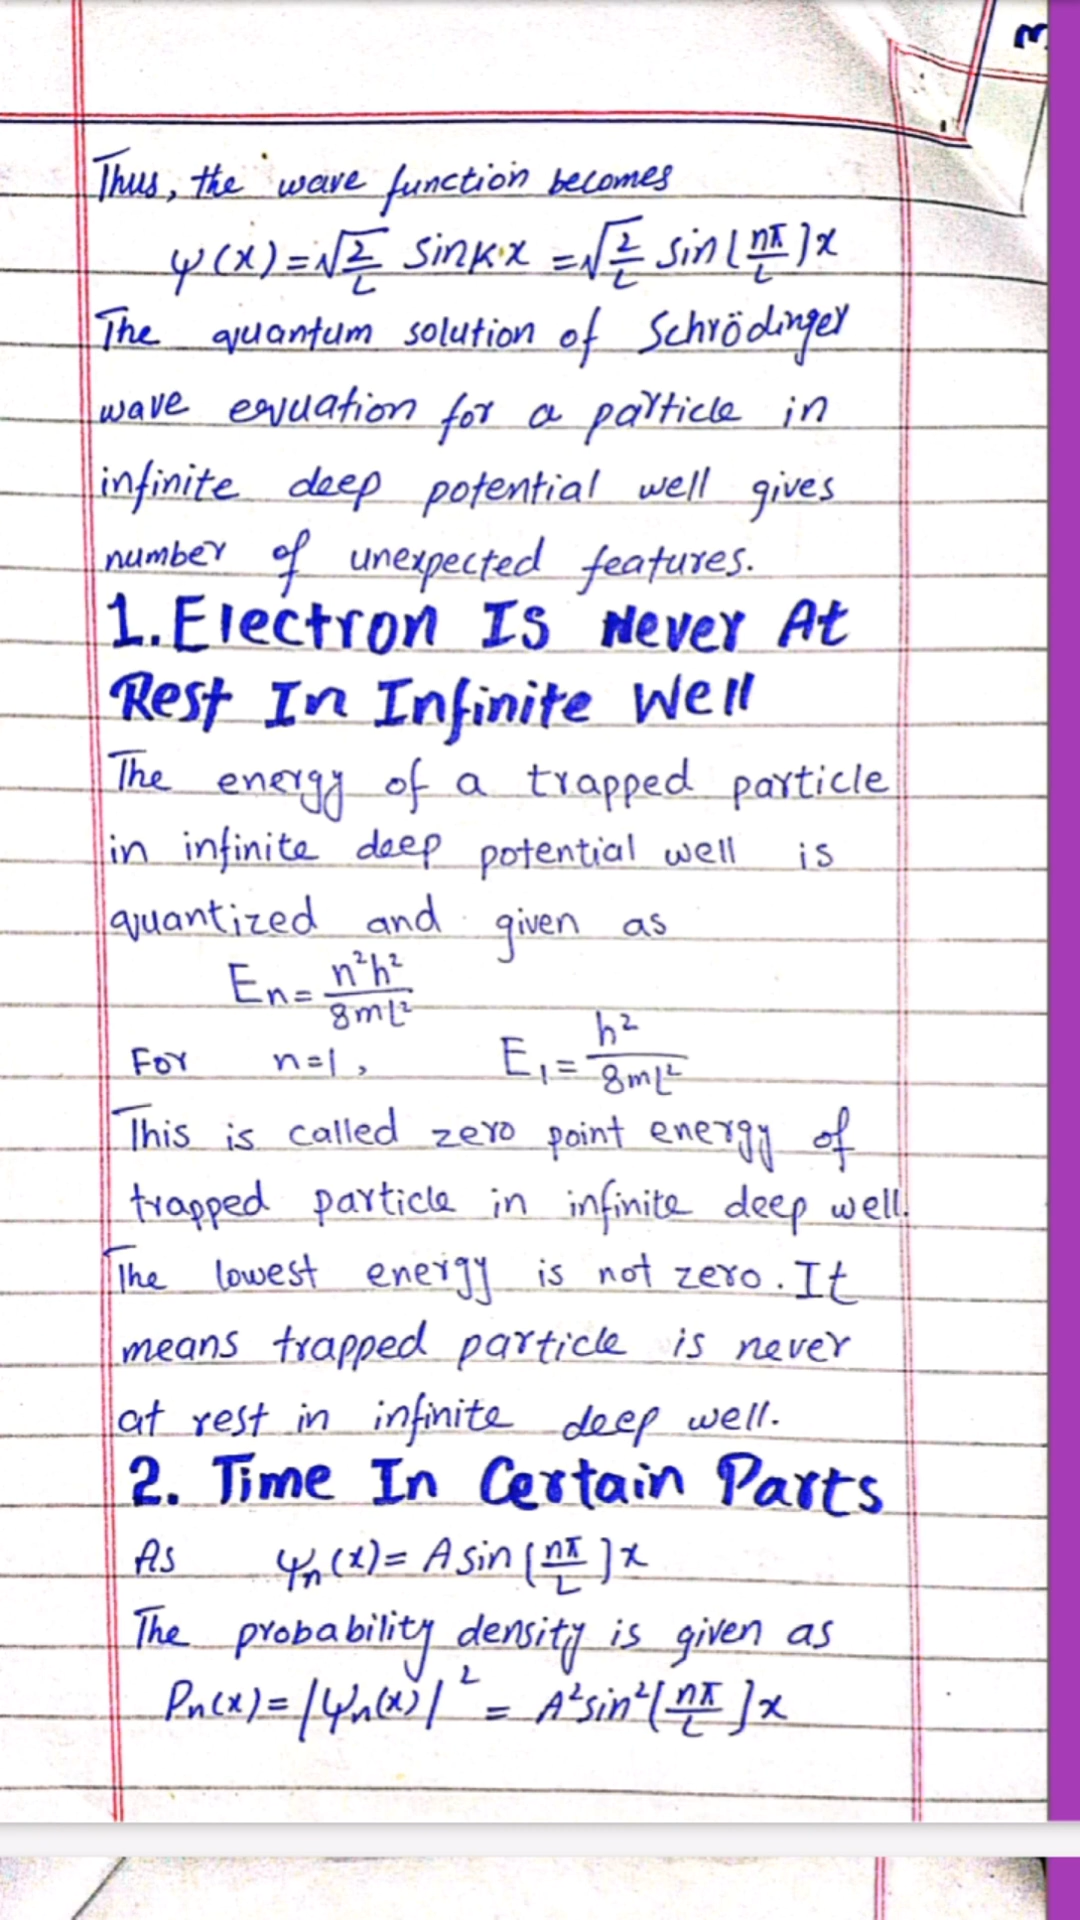 Thus, the wave function becomes
ψ(x) = √2/L sin kx = √2/L sin(nπ/L)x
The quantum solution of Schrödinger
wave equation for a particle in
infinite deep potential well gives
number of unexpected features.
1. Electron Is Never At
Rest In Infinite Well
The energy of a trapped particle
in infinite deep potential well is
quantized and given as
En = n²h²/8mL²
For n=1, E₁ = h²/8mL²
This is called zero point energy of
trapped particle in infinite deep well.
The lowest energy is not zero. It
means trapped particle is never
at rest in infinite deep well.
2. Time In Certain Parts
As ψn(x) = A sin(nπ/L)x
The probability density is given as
Pn(x) = |ψn(x)|² = A² sin²(nπ/L)x